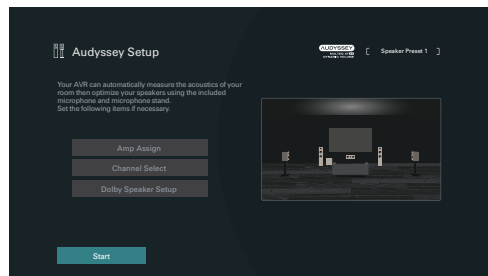 Audyssey Setup
AUDYSSEY
[ Speaker Preset 1 ]
Your AVR can automatically measure the acoustics of your
room then optimize your speakers using the included
microphone and microphone stand.
Set the following items if necessary.
Amp Assign
Channel Select
Dolby Speaker Setup
Start